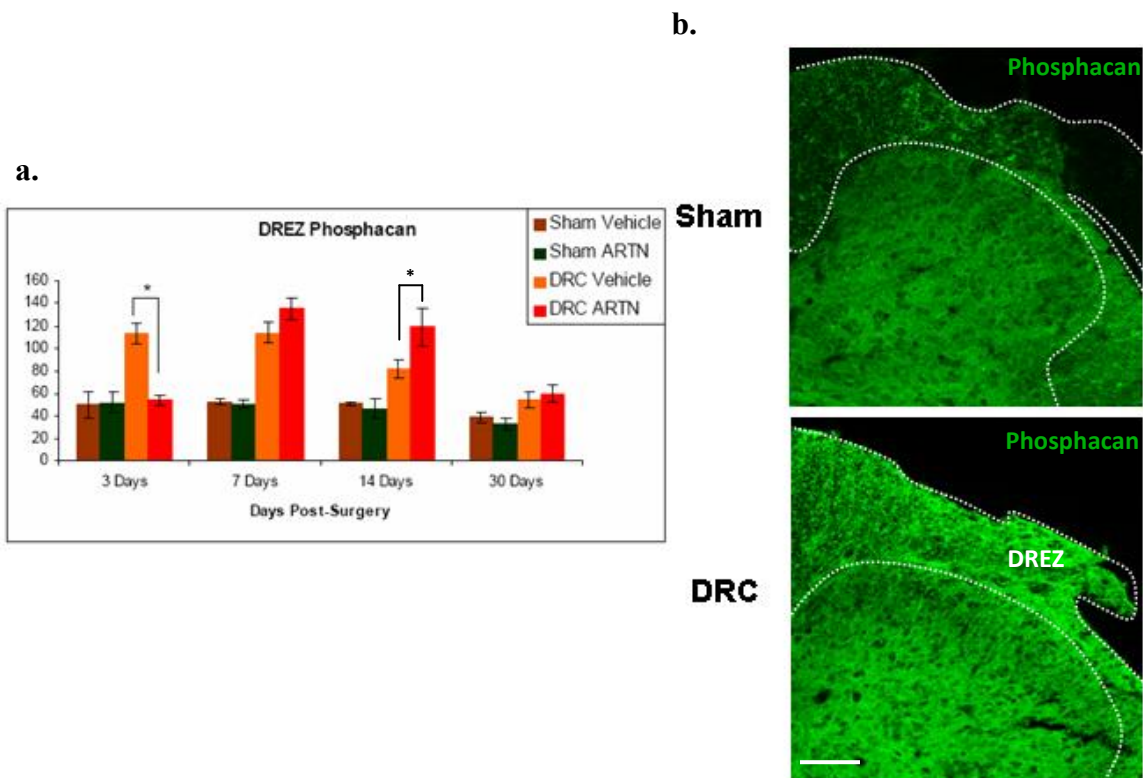 a.
DREZ Phosphacan
Sham Vehicle
Sham ARTN
DRC Vehicle
DRC ARTN
160
140
120
100
80
60
40
20
0
*
*
3 Days 7 Days 14 Days 30 Days
Days Post-Surgery
b.
Sham
Phosphacan
DRC
Phosphacan
DREZ